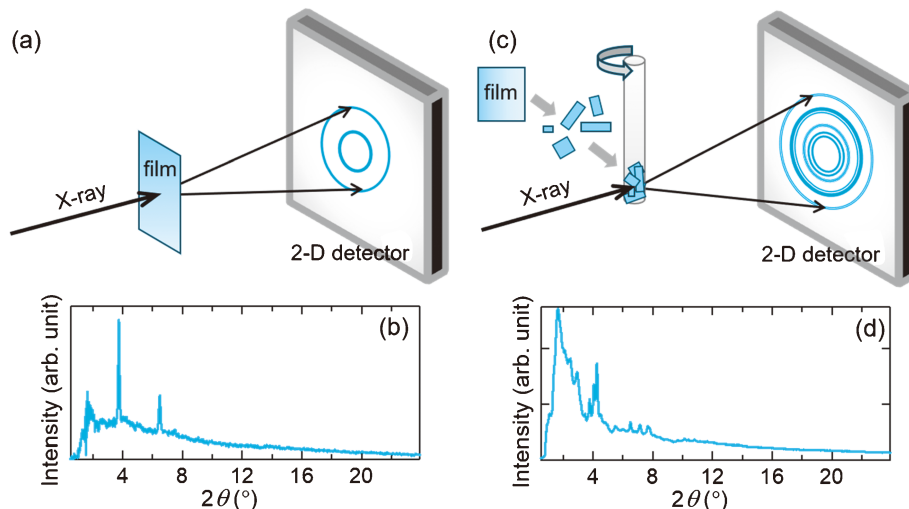 (a)
film
X-ray
2-D detector
(b)
Intensity (arb. unit)
4 8 12 16 20
2θ (°)
(c)
film
X-ray
2-D detector
(d)
Intensity (arb. unit)
4 8 12 16 20
2θ (°)